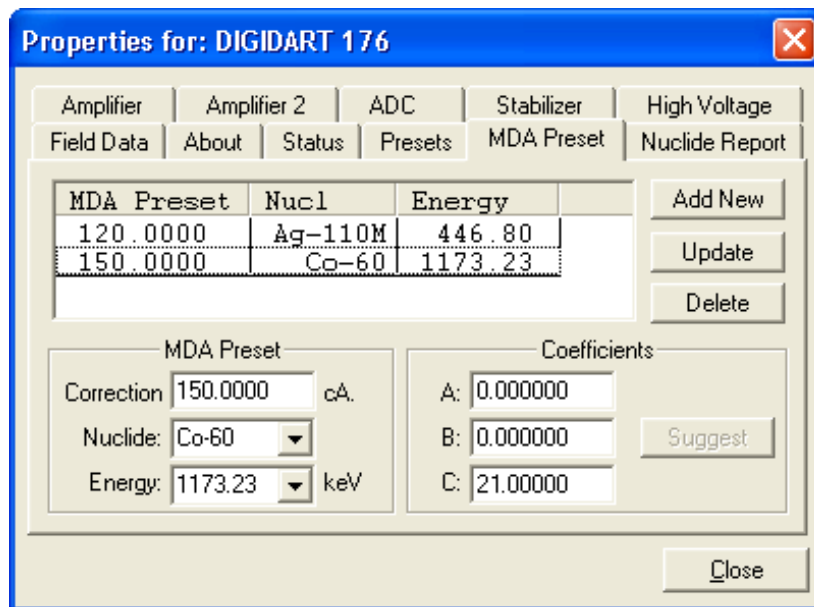 Properties for: DIGIDART 176
Amplifier Amplifier 2 ADC Stabilizer High Voltage
Field Data About Status Presets MDA Preset Nuclide Report
MDA Preset Nucl Energy
120.0000 Ag-110M 446.80
150.0000 Co-60 1173.23
Add New
Update
Delete
MDA Preset
Correction 150.0000 cA.
Nuclide: Co-60
Energy: 1173.23 keV
Coefficients
A: 0.000000
B: 0.000000
C: 21.00000
Suggest
Close